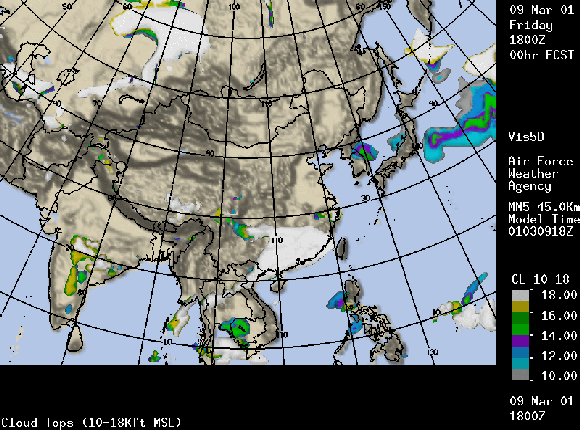 09 Mar 01
Friday
1800Z
00hr FCST
Vis5D
Air Force
Weather
Agency
MM5 45.0Km
Model Time
01030918Z
CL 10 18
18.00
16.00
14.00
12.00
10.00
09 Mar 01
1800Z
Cloud Tops (10-18Kft MSL)